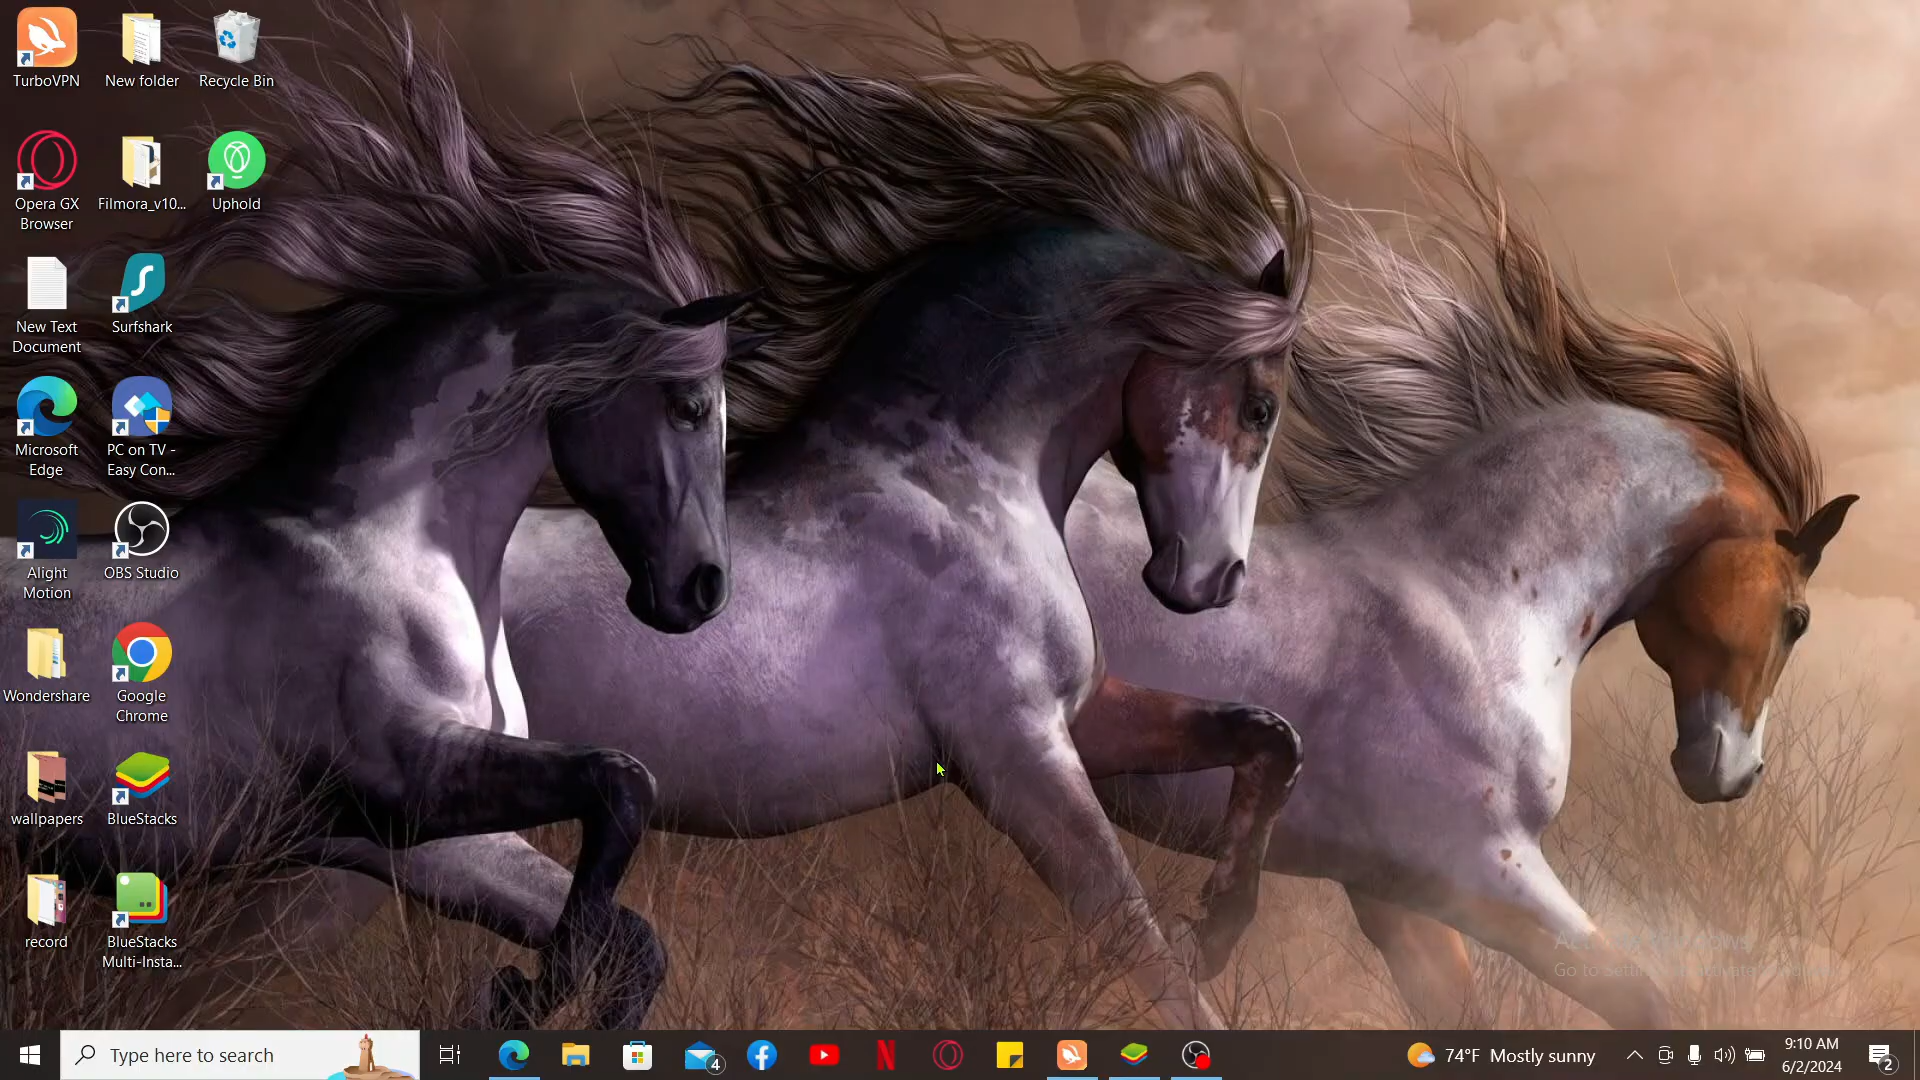 TurboVPN
New folder
Recycle Bin
Opera GX
Browser
Filmora_v10...
Uphold
New Text
Document
Surfshark
Microsoft
Edge
PC on TV -
Easy Con...
Alight
Motion
OBS Studio
Wondershare
Google
Chrome
wallpapers
BlueStacks
record
BlueStacks
Multi-Insta...
Type here to search
4
74°F Mostly sunny
9:10 AM
6/2/2024
2